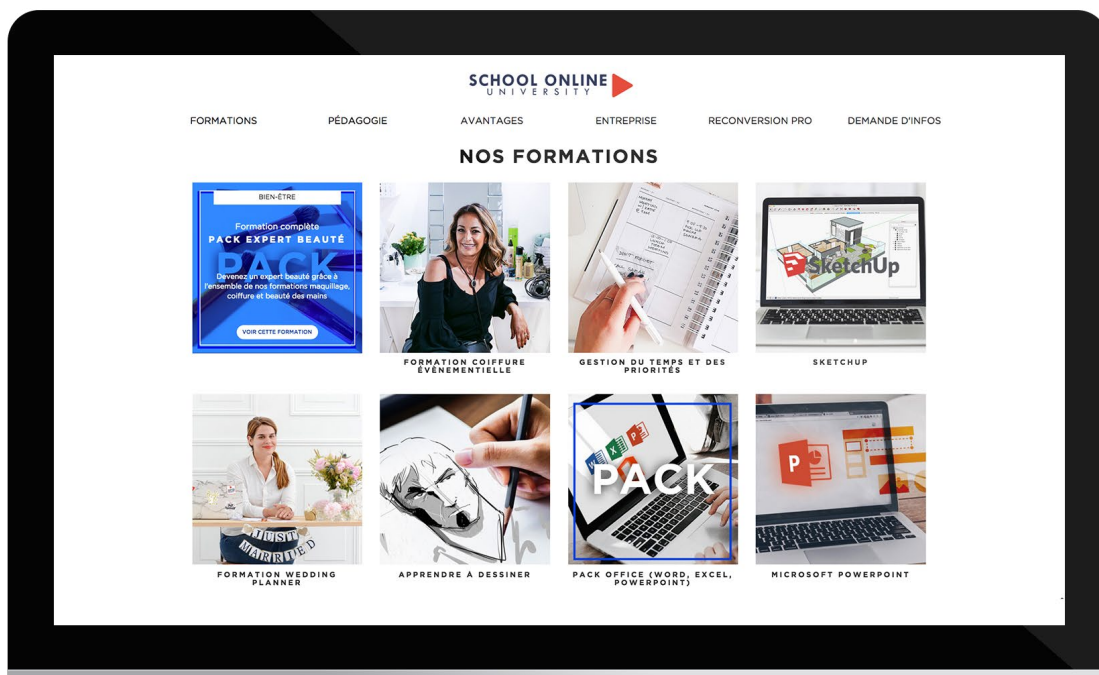 SCHOOL ONLINE
UNIVERSITY
FORMATIONS PÉDAGOGIE AVANTAGES ENTREPRISE RECONVERSION PRO DEMANDE D'INFOS
NOS FORMATIONS
BIEN-ÊTRE
Formation complète
PACK EXPERT BEAUTÉ
PACK
Devenez un expert beauté grâce à
l'ensemble de nos formations maquillage,
coiffure et beauté des mains
VOIR CETTE FORMATION
SketchUp
FORMATION COIFFURE
ÉVÈNEMENTIELLE
GESTION DU TEMPS ET DES
PRIORITÉS
SKETCHUP
JUST
MARRIED
PACK
P
FORMATION WEDDING
PLANNER
APPRENDRE À DESSINER
PACK OFFICE (WORD, EXCEL,
POWERPOINT)
MICROSOFT POWERPOINT